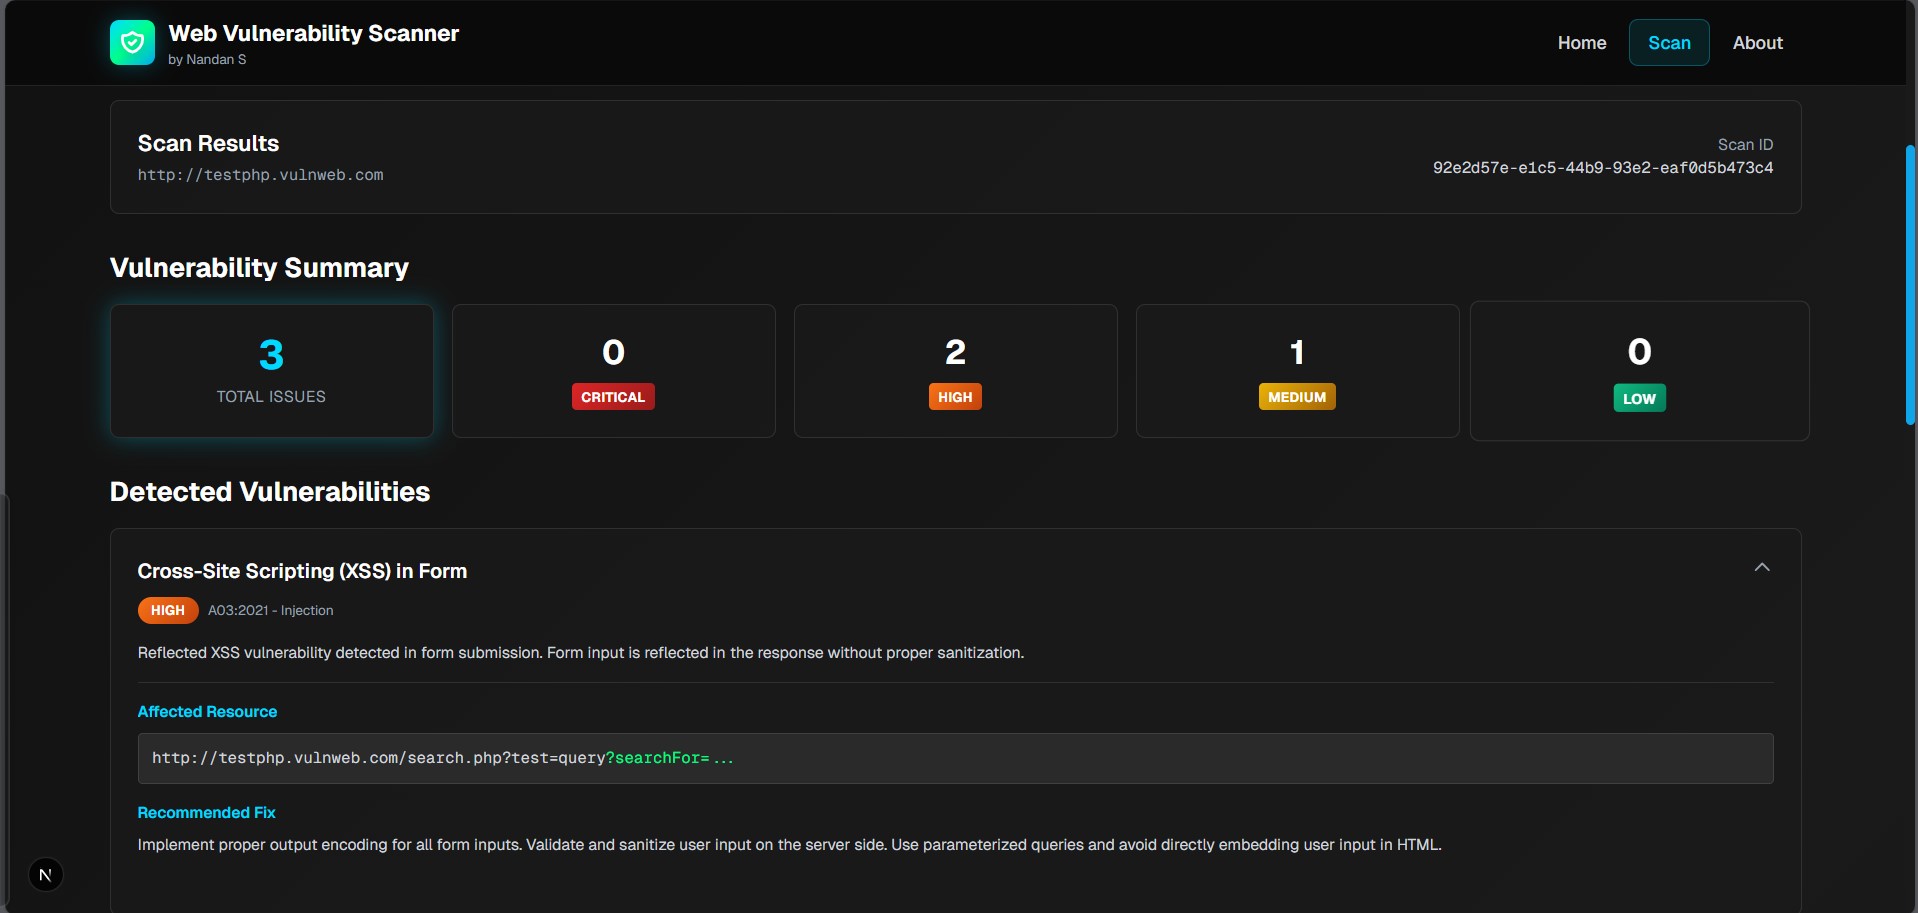 Web Vulnerability Scanner
by Nandan S
Home
Scan
About
Scan Results
http://testphp.vulnweb.com
Scan ID
92e2d57e-e1c5-44b9-93e2-eaf0d5b473c4
Vulnerability Summary
3
TOTAL ISSUES
0
CRITICAL
2
HIGH
1
MEDIUM
0
LOW
Detected Vulnerabilities
Cross-Site Scripting (XSS) in Form
HIGH
A03:2021 - Injection
Reflected XSS vulnerability detected in form submission. Form input is reflected in the response without proper sanitization.
Affected Resource
http://testphp.vulnweb.com/search.php?test=query?searchFor=...
Recommended Fix
Implement proper output encoding for all form inputs. Validate and sanitize user input on the server side. Use parameterized queries and avoid directly embedding user input in HTML.
N